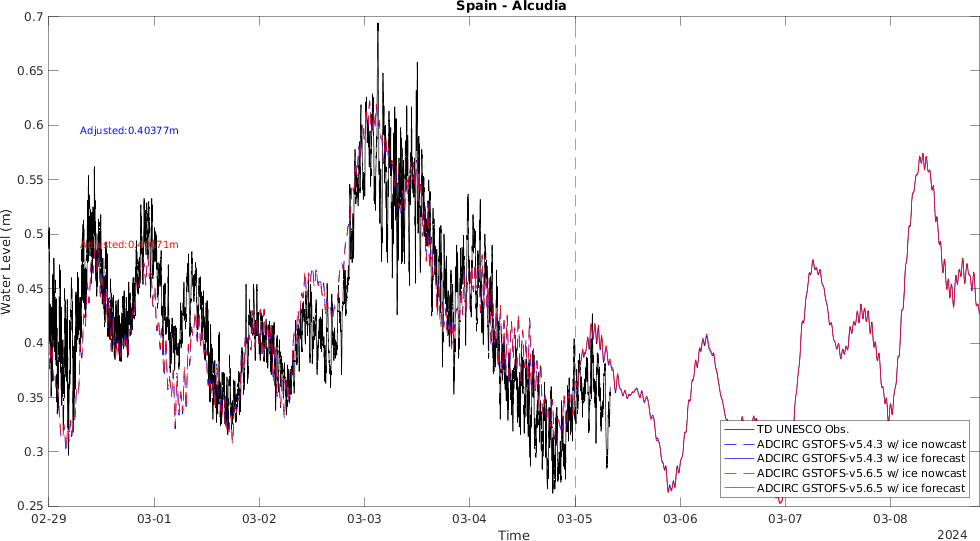 Spain - Alcudia
0.7
0.65
0.6
0.55
0.5
0.45
0.4
0.35
0.3
0.25
Water Level (m)
Adjusted:0.40377m
02-29
03-01
03-02
03-03
03-04
03-05
03-06
03-07
03-08
Time
2024
TD UNESCO Obs.
ADCIRC GSTOFS-v5.4.3 w/ ice nowcast
ADCIRC GSTOFS-v5.4.3 w/ ice forecast
ADCIRC GSTOFS-v5.6.5 w/ ice nowcast
ADCIRC GSTOFS-v5.6.5 w/ ice forecast